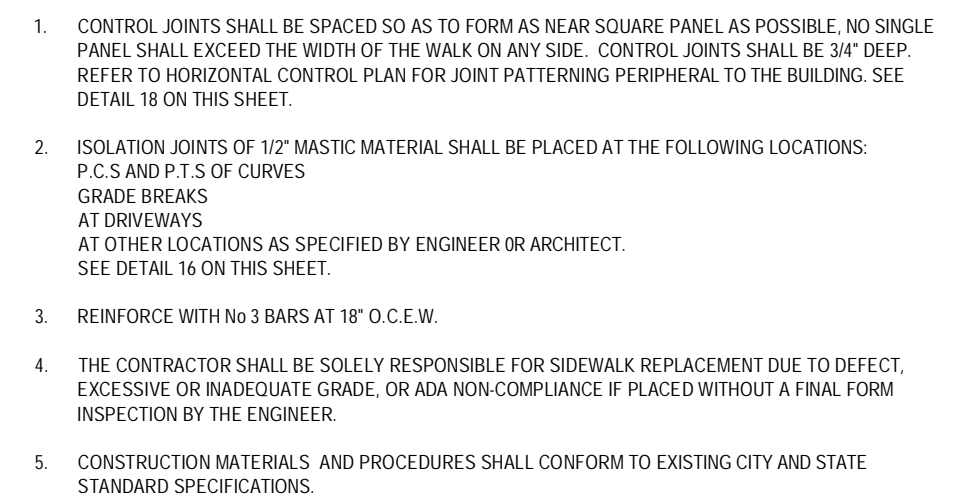 1. CONTROL JOINTS SHALL BE SPACED SO AS TO FORM AS NEAR SQUARE PANEL AS POSSIBLE, NO SINGLE
PANEL SHALL EXCEED THE WIDTH OF THE WALK ON ANY SIDE. CONTROL JOINTS SHALL BE 3/4" DEEP.
REFER TO HORIZONTAL CONTROL PLAN FOR JOINT PATTERNING PERIPHERAL TO THE BUILDING. SEE
DETAIL 18 ON THIS SHEET.
2. ISOLATION JOINTS OF 1/2" MASTIC MATERIAL SHALL BE PLACED AT THE FOLLOWING LOCATIONS:
P.C.S AND P.T.S OF CURVES
GRADE BREAKS
AT DRIVEWAYS
AT OTHER LOCATIONS AS SPECIFIED BY ENGINEER 0R ARCHITECT.
SEE DETAIL 16 ON THIS SHEET.
3. REINFORCE WITH No 3 BARS AT 18" O.C.E.W.
4. THE CONTRACTOR SHALL BE SOLELY RESPONSIBLE FOR SIDEWALK REPLACEMENT DUE TO DEFECT,
EXCESSIVE OR INADEQUATE GRADE, OR ADA NON-COMPLIANCE IF PLACED WITHOUT A FINAL FORM
INSPECTION BY THE ENGINEER.
5. CONSTRUCTION MATERIALS AND PROCEDURES SHALL CONFORM TO EXISTING CITY AND STATE
STANDARD SPECIFICATIONS.